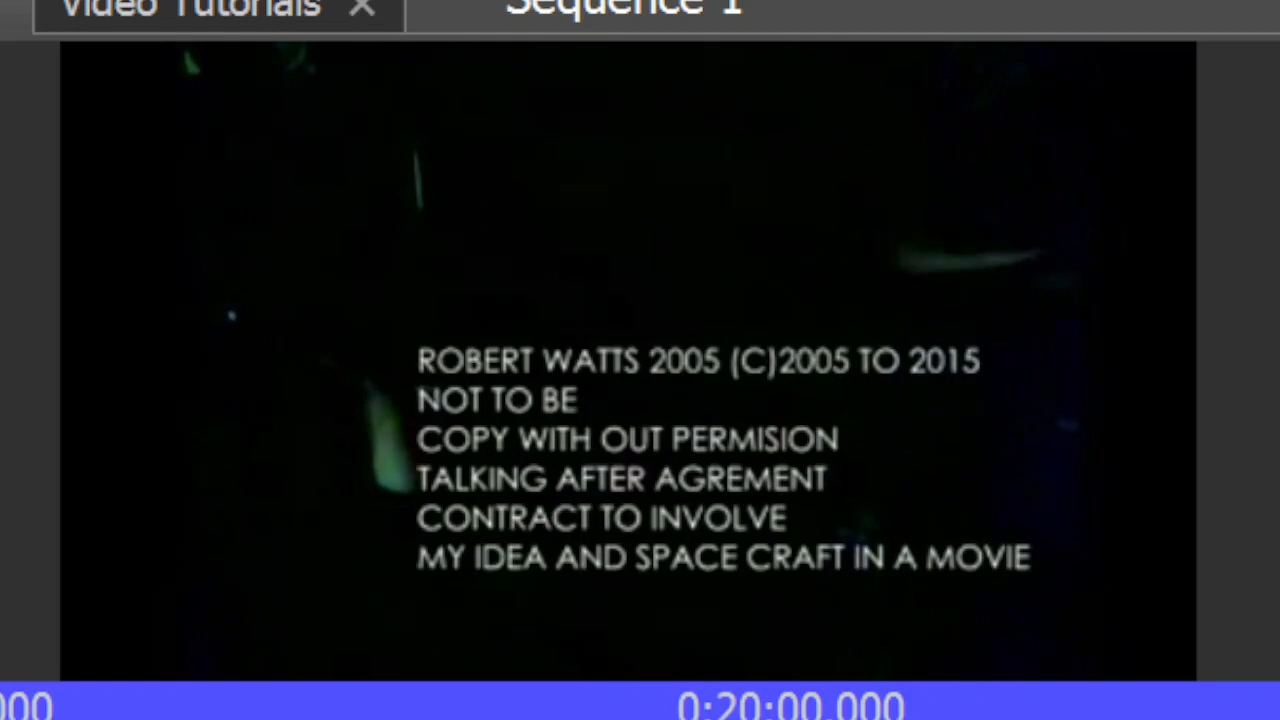 Video Tutorials ×
Sequence 1
ROBERT WATTS 2005 (C)2005 TO 2015
NOT TO BE
COPY WITH OUT PERMISION
TALKING AFTER AGREMENT
CONTRACT TO INVOLVE
MY IDEA AND SPACE CRAFT IN A MOVIE
000
0:20:00.000